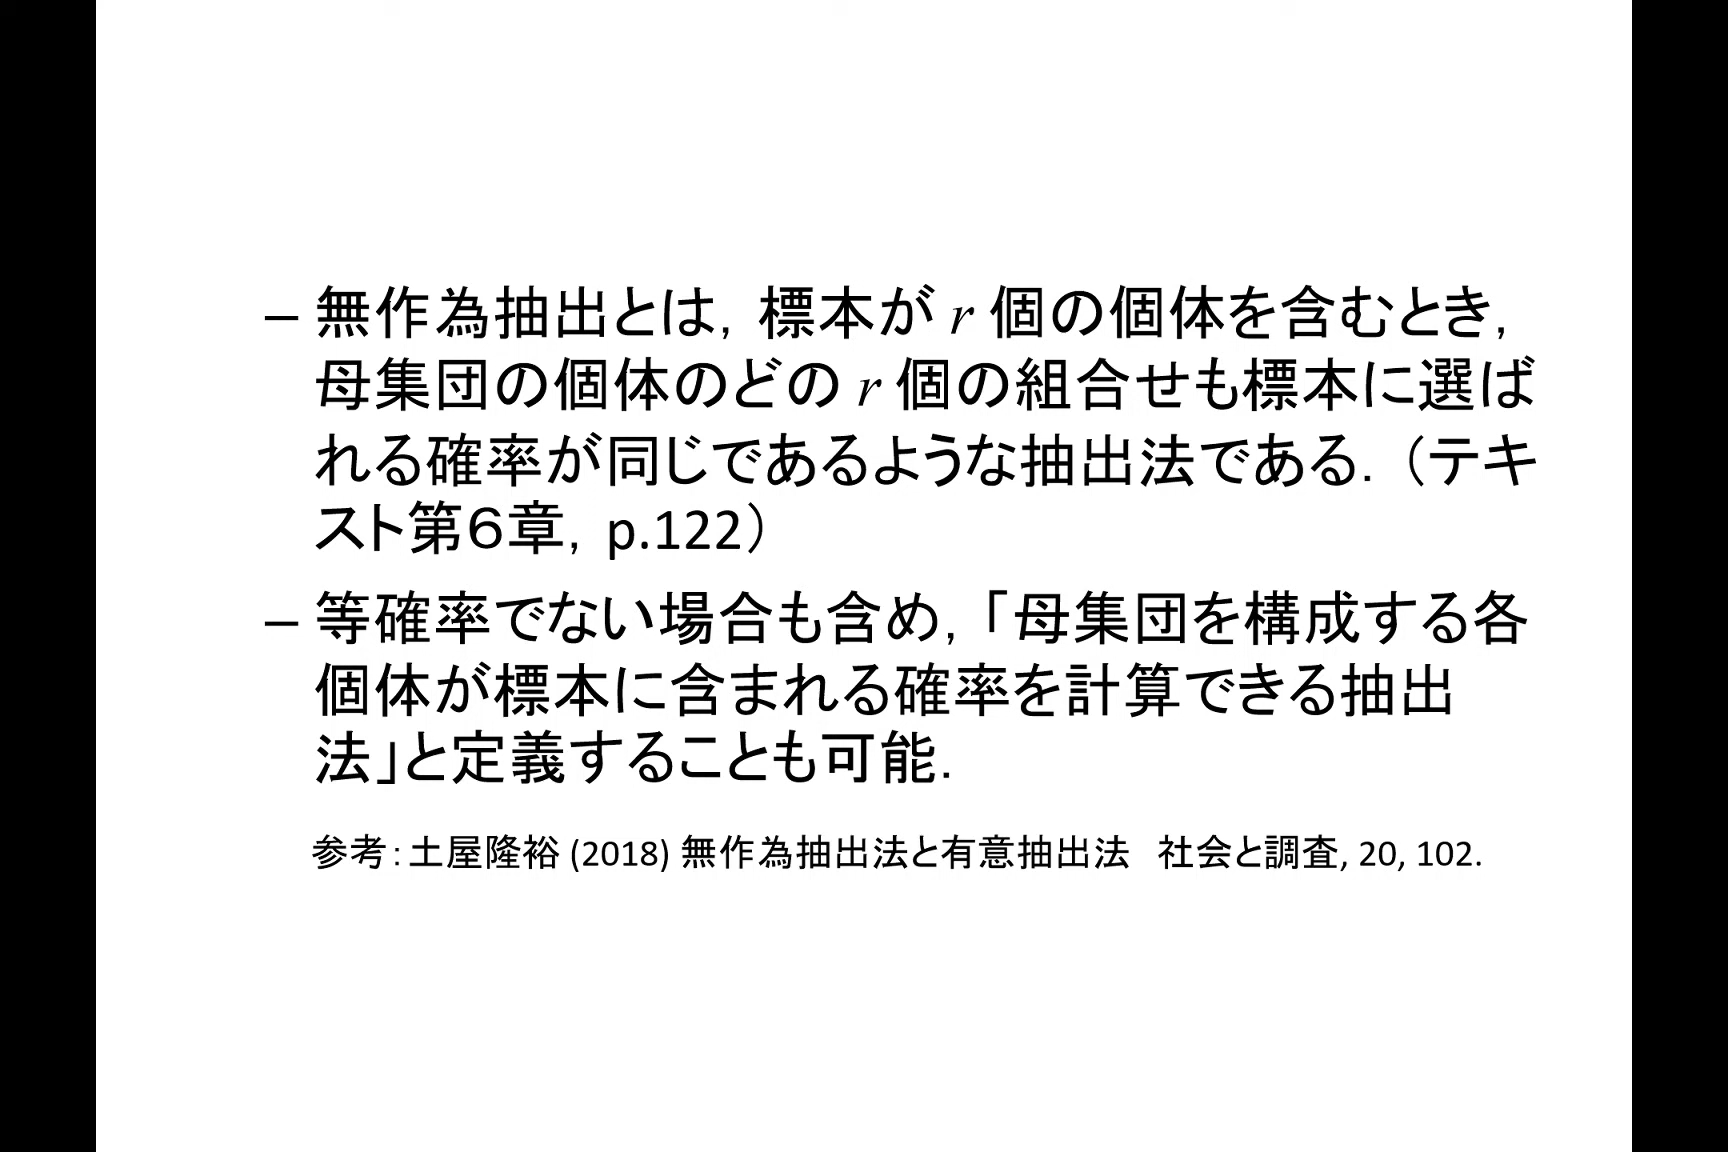 – 無作為抽出とは，標本が r 個の個体を含むとき，
母集団の個体のどの r 個の組合せも標本に選ば
れる確率が同じであるような抽出法である．（テキ
スト第６章，p.122）
– 等確率でない場合も含め，「母集団を構成する各
個体が標本に含まれる確率を計算できる抽出
法」と定義することも可能．
参考：土屋隆裕 (2018) 無作為抽出法と有意抽出法　社会と調査, 20, 102.